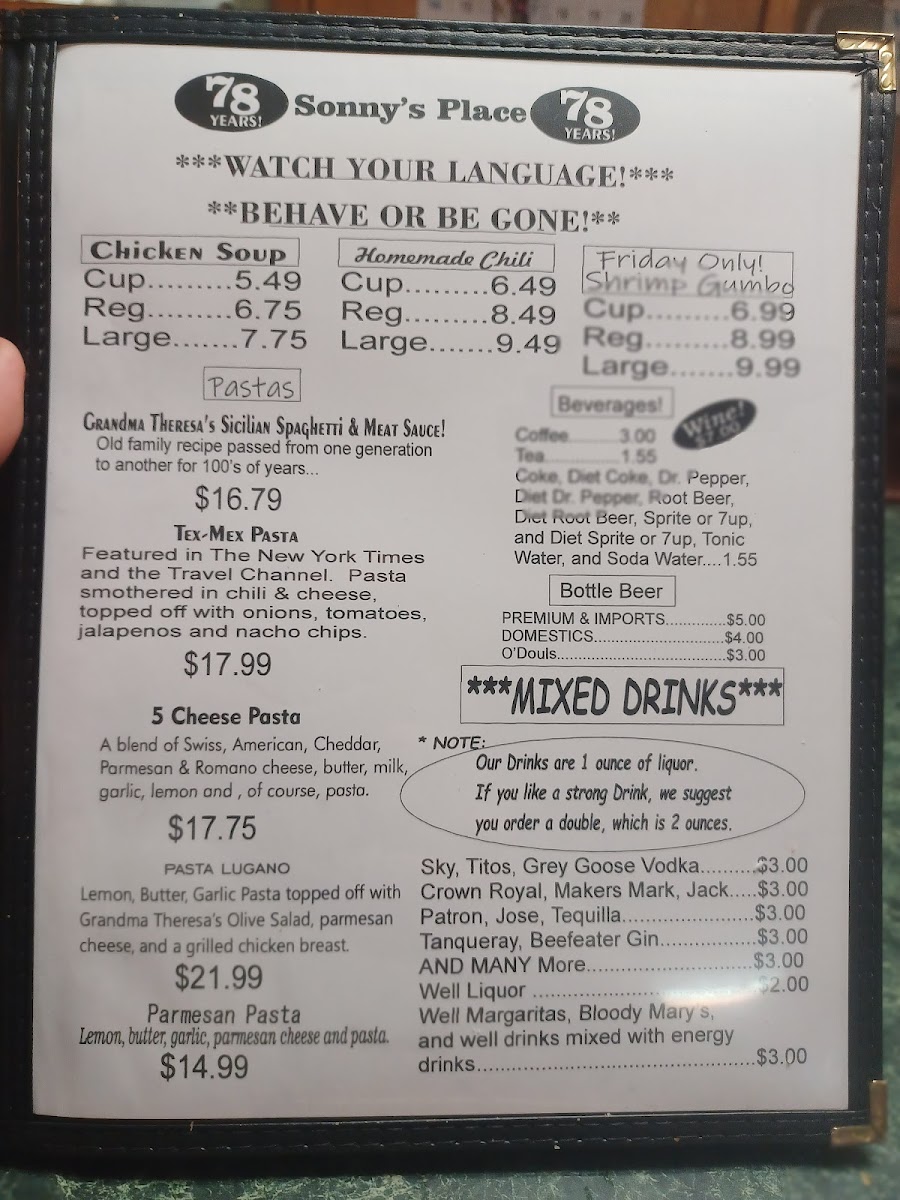 78 YEARS! Sonny's Place 78 YEARS!
***WATCH YOUR LANGUAGE!***
**BEHAVE OR BE GONE!**
Chicken Soup
Cup.........5.49
Reg.........6.75
Large.......7.75
Homemade Chili
Cup.........6.49
Reg.........8.49
Large.......9.49
Friday Only!
Shrimp Gumbo
Cup.........6.99
Reg.........8.99
Large.......9.99
Pastas
Grandma Theresa's Sicilian Spaghetti & Meat Sauce!
Old family recipe passed from one generation
to another for 100's of years...
$16.79
Tex-Mex Pasta
Featured in The New York Times
and the Travel Channel. Pasta
smothered in chili & cheese,
topped off with onions, tomatoes,
jalapenos and nacho chips.
$17.99
5 Cheese Pasta
A blend of Swiss, American, Cheddar,
Parmesan & Romano cheese, butter, milk,
garlic, lemon and , of course, pasta.
$17.75
PASTA LUGANO
Lemon, Butter, Garlic Pasta topped off with
Grandma Theresa's Olive Salad, parmesan
cheese, and a grilled chicken breast.
$21.99
Parmesan Pasta
Lemon, butter, garlic, parmesan cheese and pasta.
$14.99
Beverages!
Wine!
$7.00
Coffee.........3.00
Tea.............1.55
Coke, Diet Coke, Dr. Pepper,
Diet Dr. Pepper, Root Beer,
Diet Root Beer, Sprite or 7up,
and Diet Sprite or 7up, Tonic
Water, and Soda Water....1.55
Bottle Beer
PREMIUM & IMPORTS.............$5.00
DOMESTICS...........................$4.00
O'Douls...................................$3.00
***MIXED DRINKS***
* NOTE:
Our Drinks are 1 ounce of liquor.
If you like a strong Drink, we suggest
you order a double, which is 2 ounces.
Sky, Titos, Grey Goose Vodka.........$3.00
Crown Royal, Makers Mark, Jack.....$3.00
Patron, Jose, Tequilla......................$3.00
Tanqueray, Beefeater Gin................$3.00
AND MANY More...........................$3.00
Well Liquor ..................................$2.00
Well Margaritas, Bloody Mary's,
and well drinks mixed with energy
drinks............................................$3.00